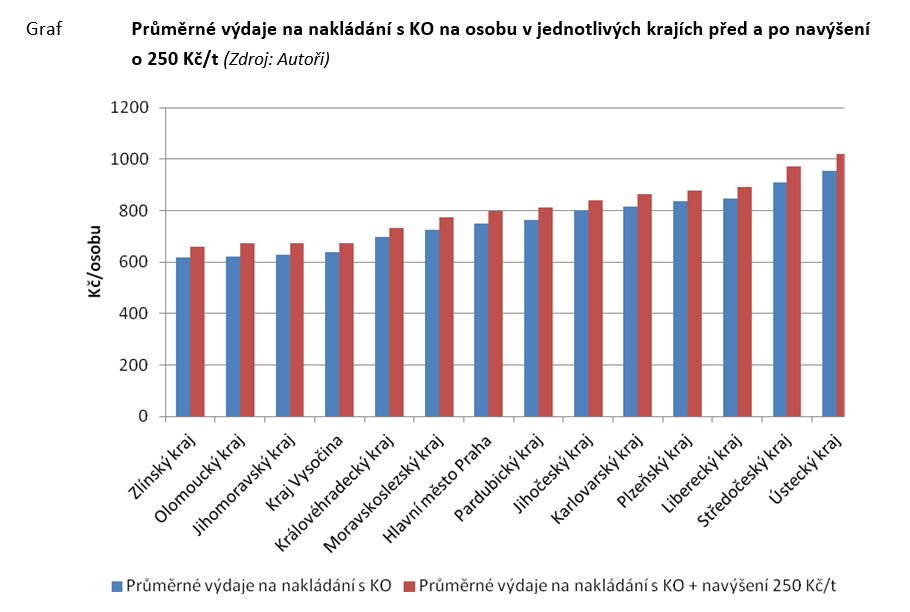 Graf Průměrné výdaje na nakládání s KO na osobu v jednotlivých krajích před a po navýšení
o 250 Kč/t (Zdroj: Autoři)
1200
1000
800
600
400
200
0
Kč/osobu
Zlínský kraj
Olomoucký kraj
Jihomoravský kraj
Kraj Vysočina
Královéhradecký kraj
Moravskoslezský kraj
Hlavní město Praha
Pardubický kraj
Jihočeský kraj
Karlovarský kraj
Plzeňský kraj
Liberecký kraj
Středočeský kraj
Ústecký kraj
Průměrné výdaje na nakládání s KO
Průměrné výdaje na nakládání s KO + navýšení 250 Kč/t